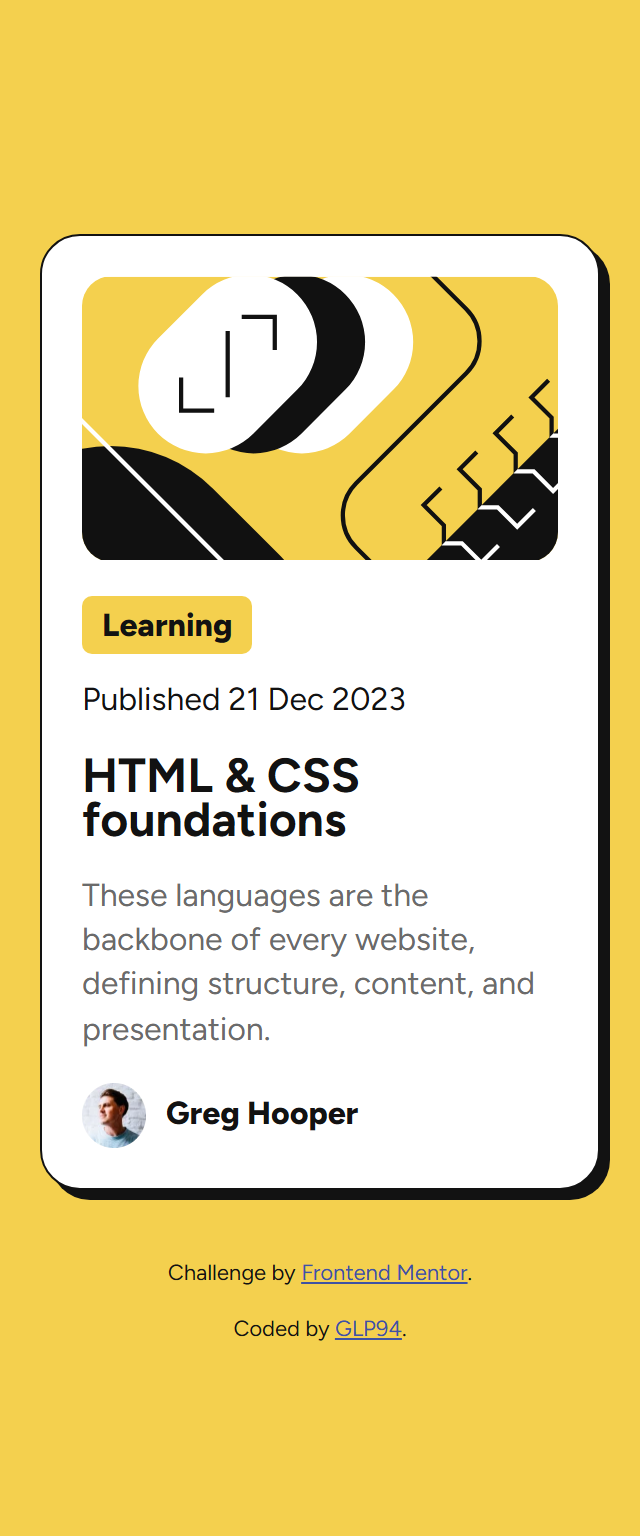 Learning
Published 21 Dec 2023
HTML & CSS
foundations
These languages are the
backbone of every website,
defining structure, content, and
presentation.
Greg Hooper
Challenge by Frontend Mentor.
Coded by GLP94.